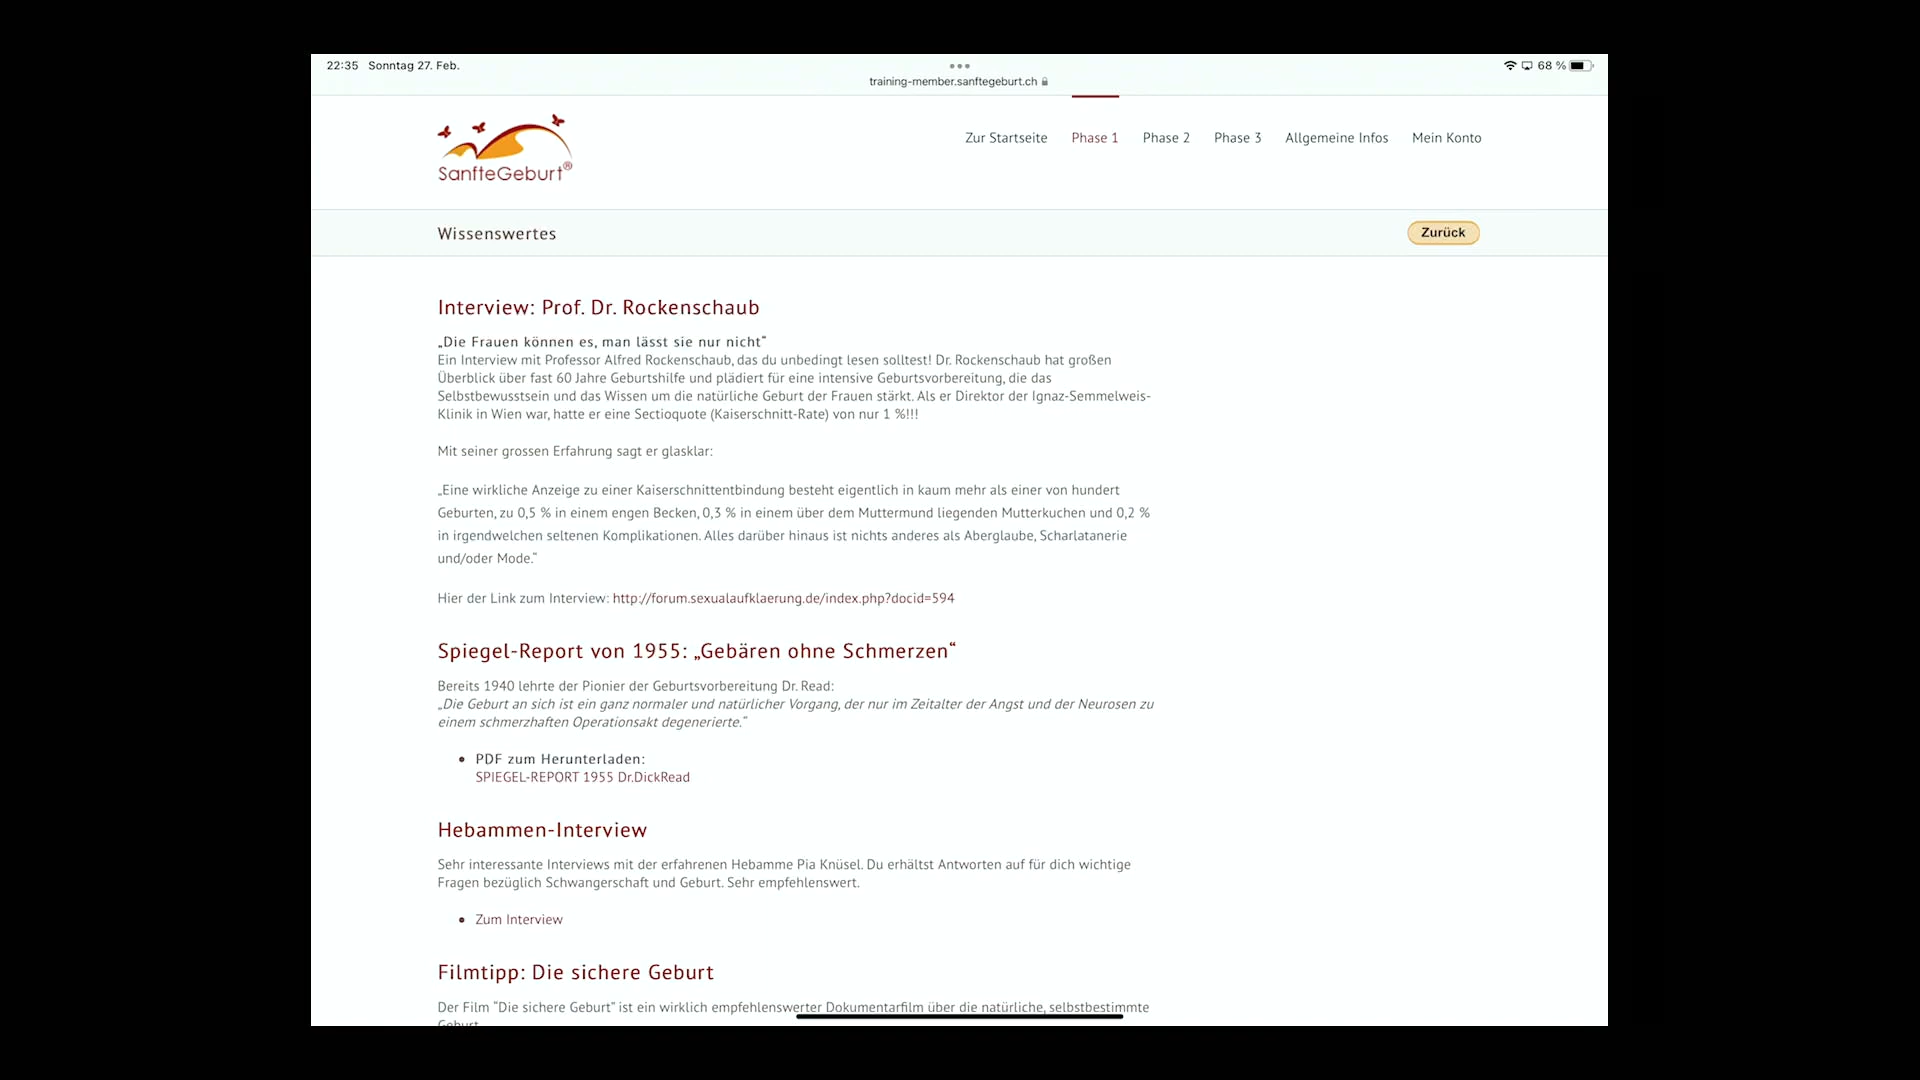 22:35 Sonntag 27. Feb.
68 %
training-member.sanftegeburt.ch
SanfteGeburt®
Zur Startseite Phase 1 Phase 2 Phase 3 Allgemeine Infos Mein Konto
Wissenswertes
Zurück
Interview: Prof. Dr. Rockenschaub
„Die Frauen können es, man lässt sie nur nicht“
Ein Interview mit Professor Alfred Rockenschaub, das du unbedingt lesen solltest! Dr. Rockenschaub hat großen
Überblick über fast 60 Jahre Geburtshilfe und plädiert für eine intensive Geburtsvorbereitung, die das
Selbstbewusstsein und das Wissen um die natürliche Geburt der Frauen stärkt. Als er Direktor der Ignaz-Semmelweis-
Klinik in Wien war, hatte er eine Sectioquote (Kaiserschnitt-Rate) von nur 1 %!!!
Mit seiner grossen Erfahrung sagt er glasklar:
„Eine wirkliche Anzeige zu einer Kaiserschnittentbindung besteht eigentlich in kaum mehr als einer von hundert
Geburten, zu 0,5 % in einem engen Becken, 0,3 % in einem über dem Muttermund liegenden Mutterkuchen und 0,2 %
in irgendwelchen seltenen Komplikationen. Alles darüber hinaus ist nichts anderes als Aberglaube, Scharlatanerie
und/oder Mode.“
Hier der Link zum Interview: http://forum.sexualaufklaerung.de/index.php?docid=594
Spiegel-Report von 1955: „Gebären ohne Schmerzen“
Bereits 1940 lehrte der Pionier der Geburtsvorbereitung Dr. Read:
„Die Geburt an sich ist ein ganz normaler und natürlicher Vorgang, der nur im Zeitalter der Angst und der Neurosen zu
einem schmerzhaften Operationsakt degenerierte.“
• PDF zum Herunterladen:
SPIEGEL-REPORT 1955 Dr.DickRead
Hebammen-Interview
Sehr interessante Interviews mit der erfahrenen Hebamme Pia Knüsel. Du erhältst Antworten auf für dich wichtige
Fragen bezüglich Schwangerschaft und Geburt. Sehr empfehlenswert.
• Zum Interview
Filmtipp: Die sichere Geburt
Der Film “Die sichere Geburt” ist ein wirklich empfehlenswerter Dokumentarfilm über die natürliche, selbstbestimmte
Geburt